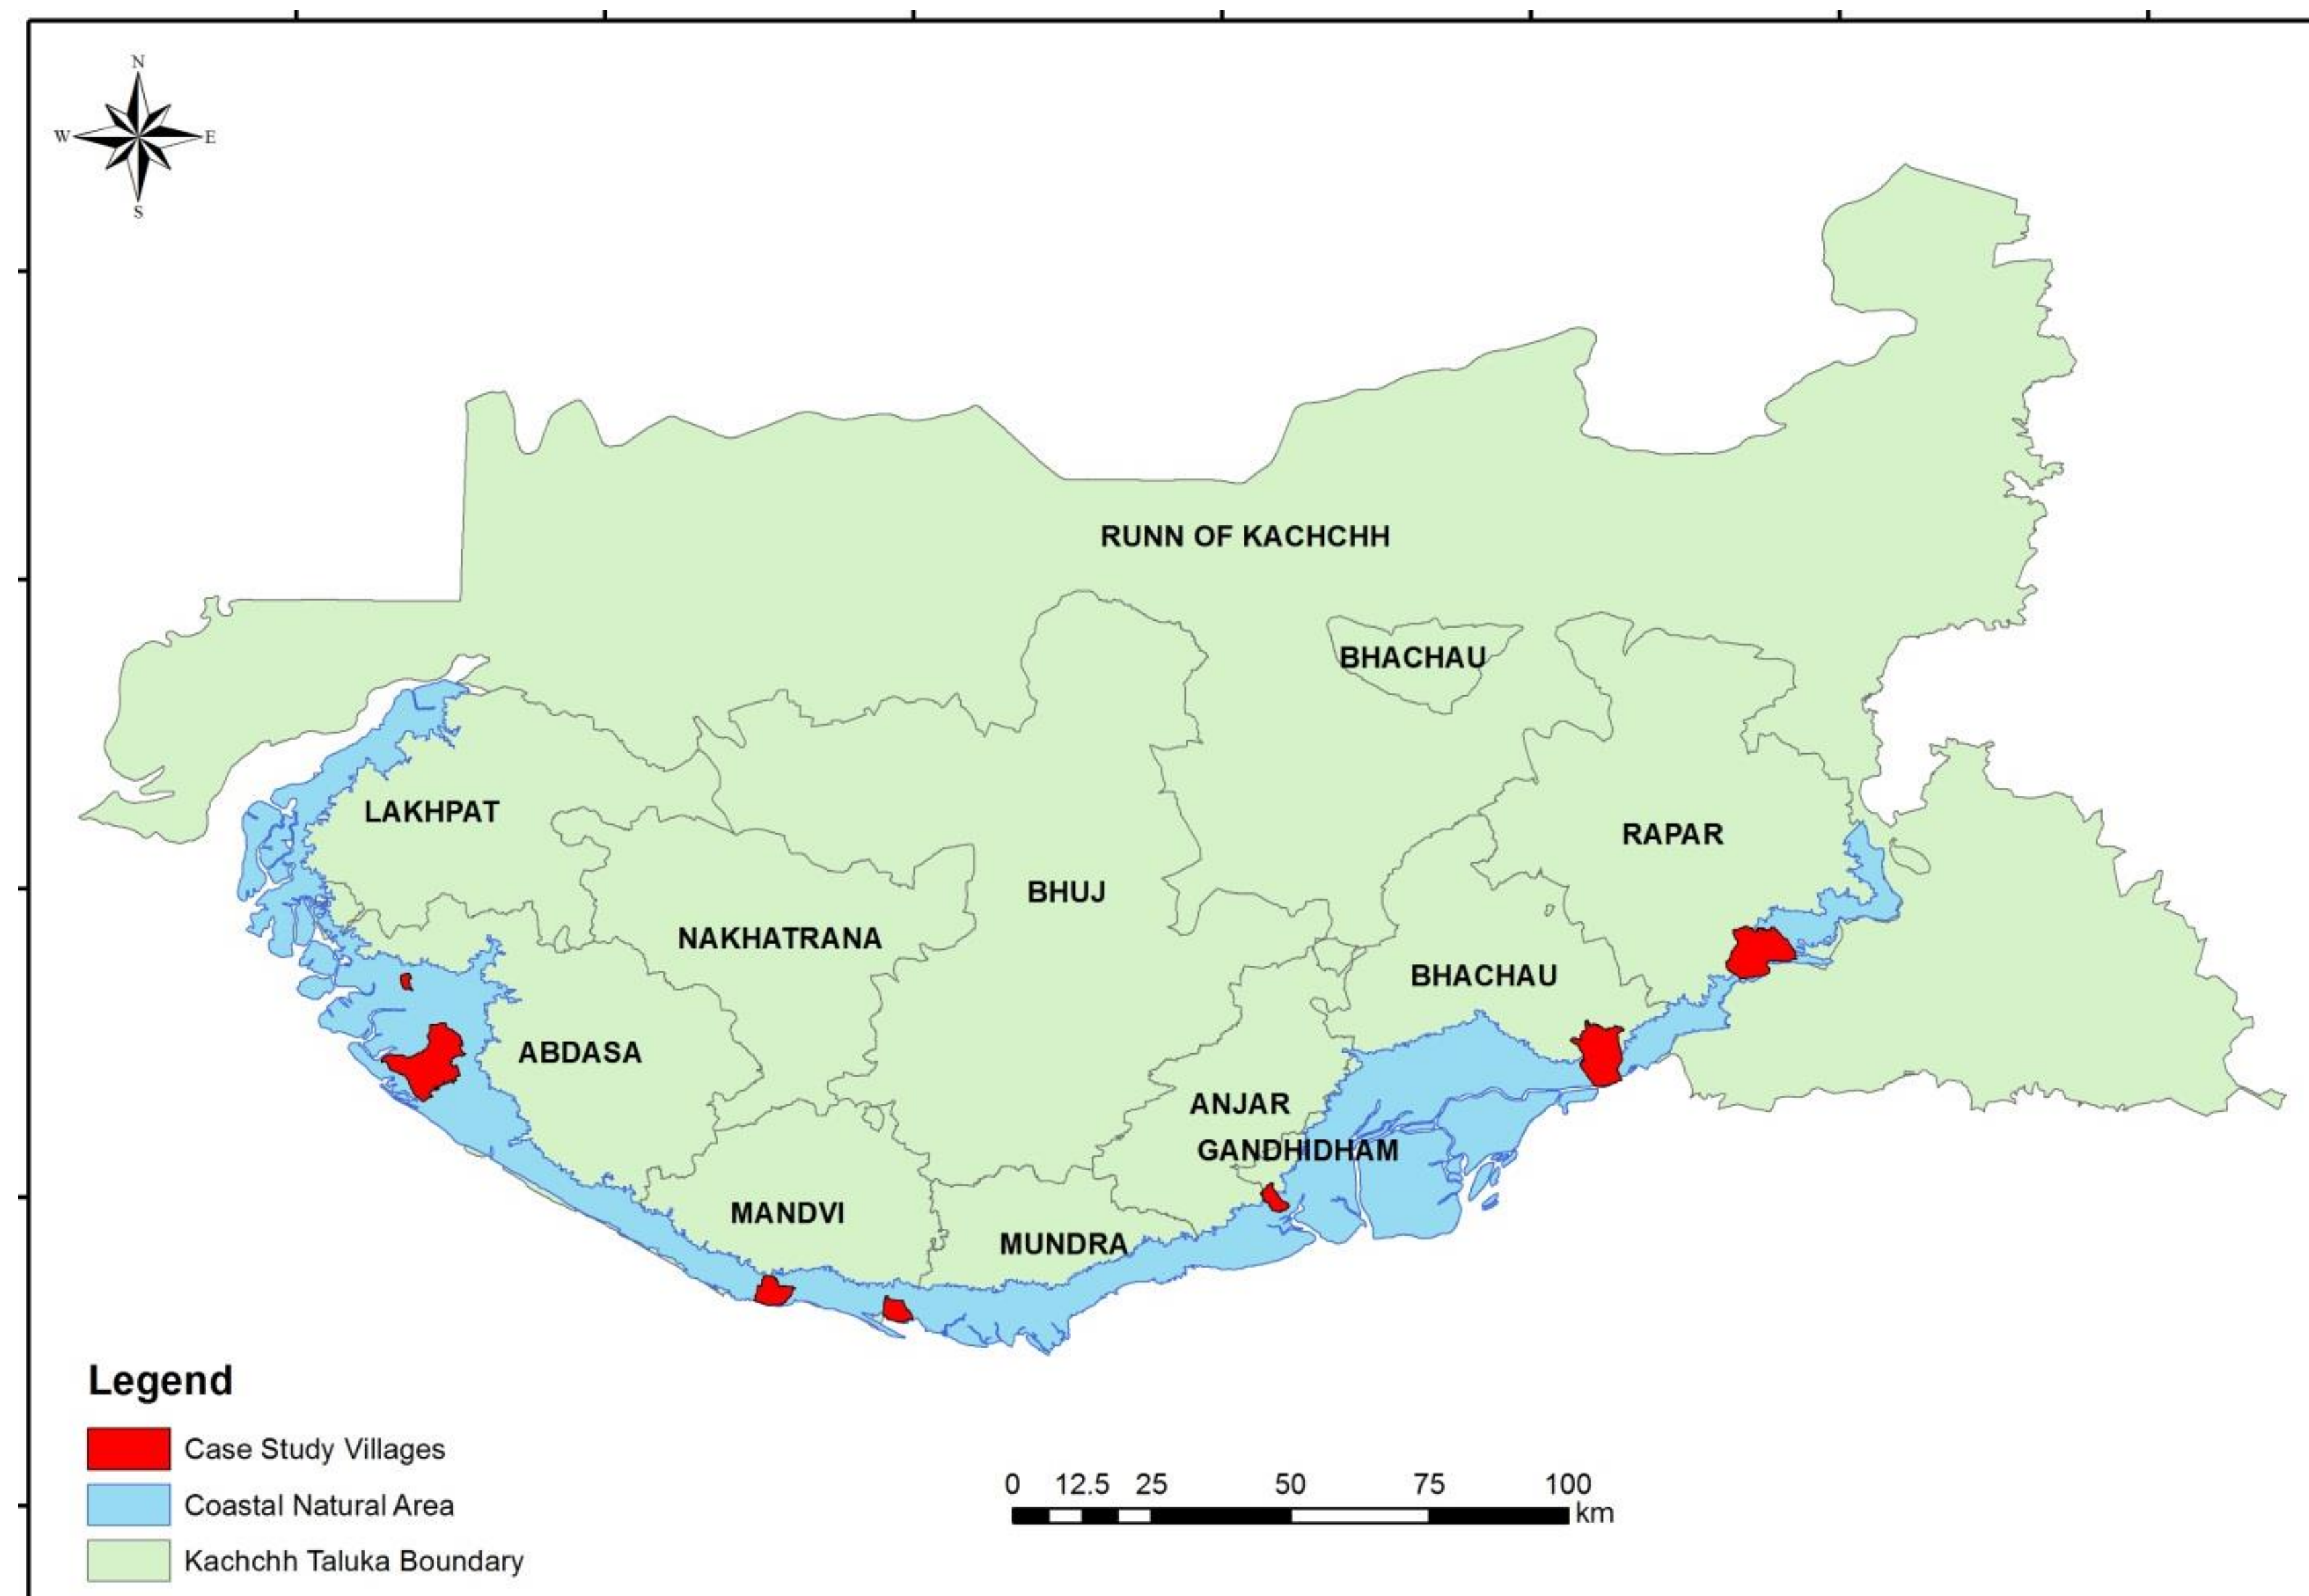 N
W E
S
RUNN OF KACHCHH
BHACHAU
LAKHPAT
RAPAR
BHUJ
NAKHATRANA
BHACHAU
ABDASA
ANJAR
GANDHIDHAM
MANDVI
MUNDRA
Legend
Case Study Villages
Coastal Natural Area
Kachchh Taluka Boundary
0 12.5 25 50 75 100
km